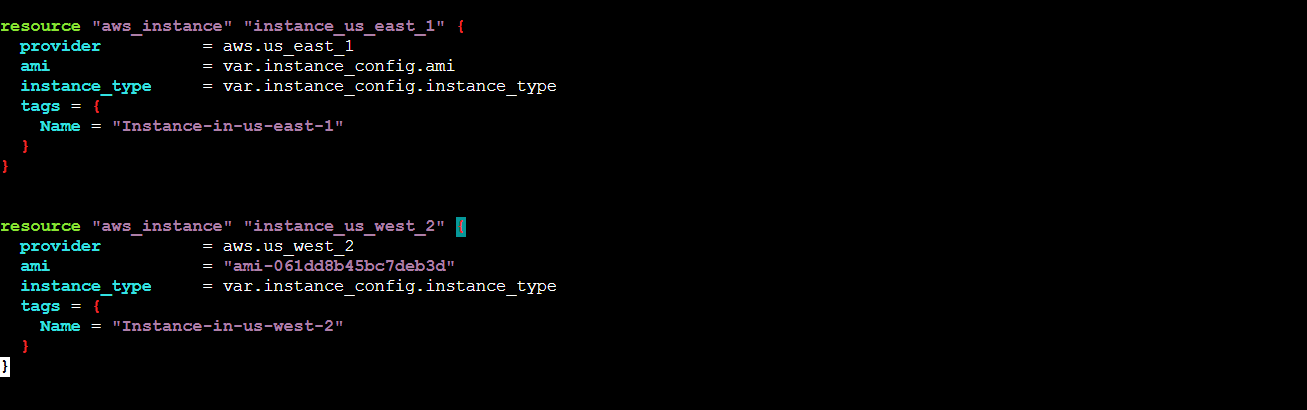 resource "aws_instance" "instance_us_east_1" {
  provider          = aws.us_east_1
  ami               = var.instance_config.ami
  instance_type     = var.instance_config.instance_type
  tags = {
    Name = "Instance-in-us-east-1"
  }
}
resource "aws_instance" "instance_us_west_2" {
  provider          = aws.us_west_2
  ami               = "ami-061dd8b45bc7deb3d"
  instance_type     = var.instance_config.instance_type
  tags = {
    Name = "Instance-in-us-west-2"
  }
}